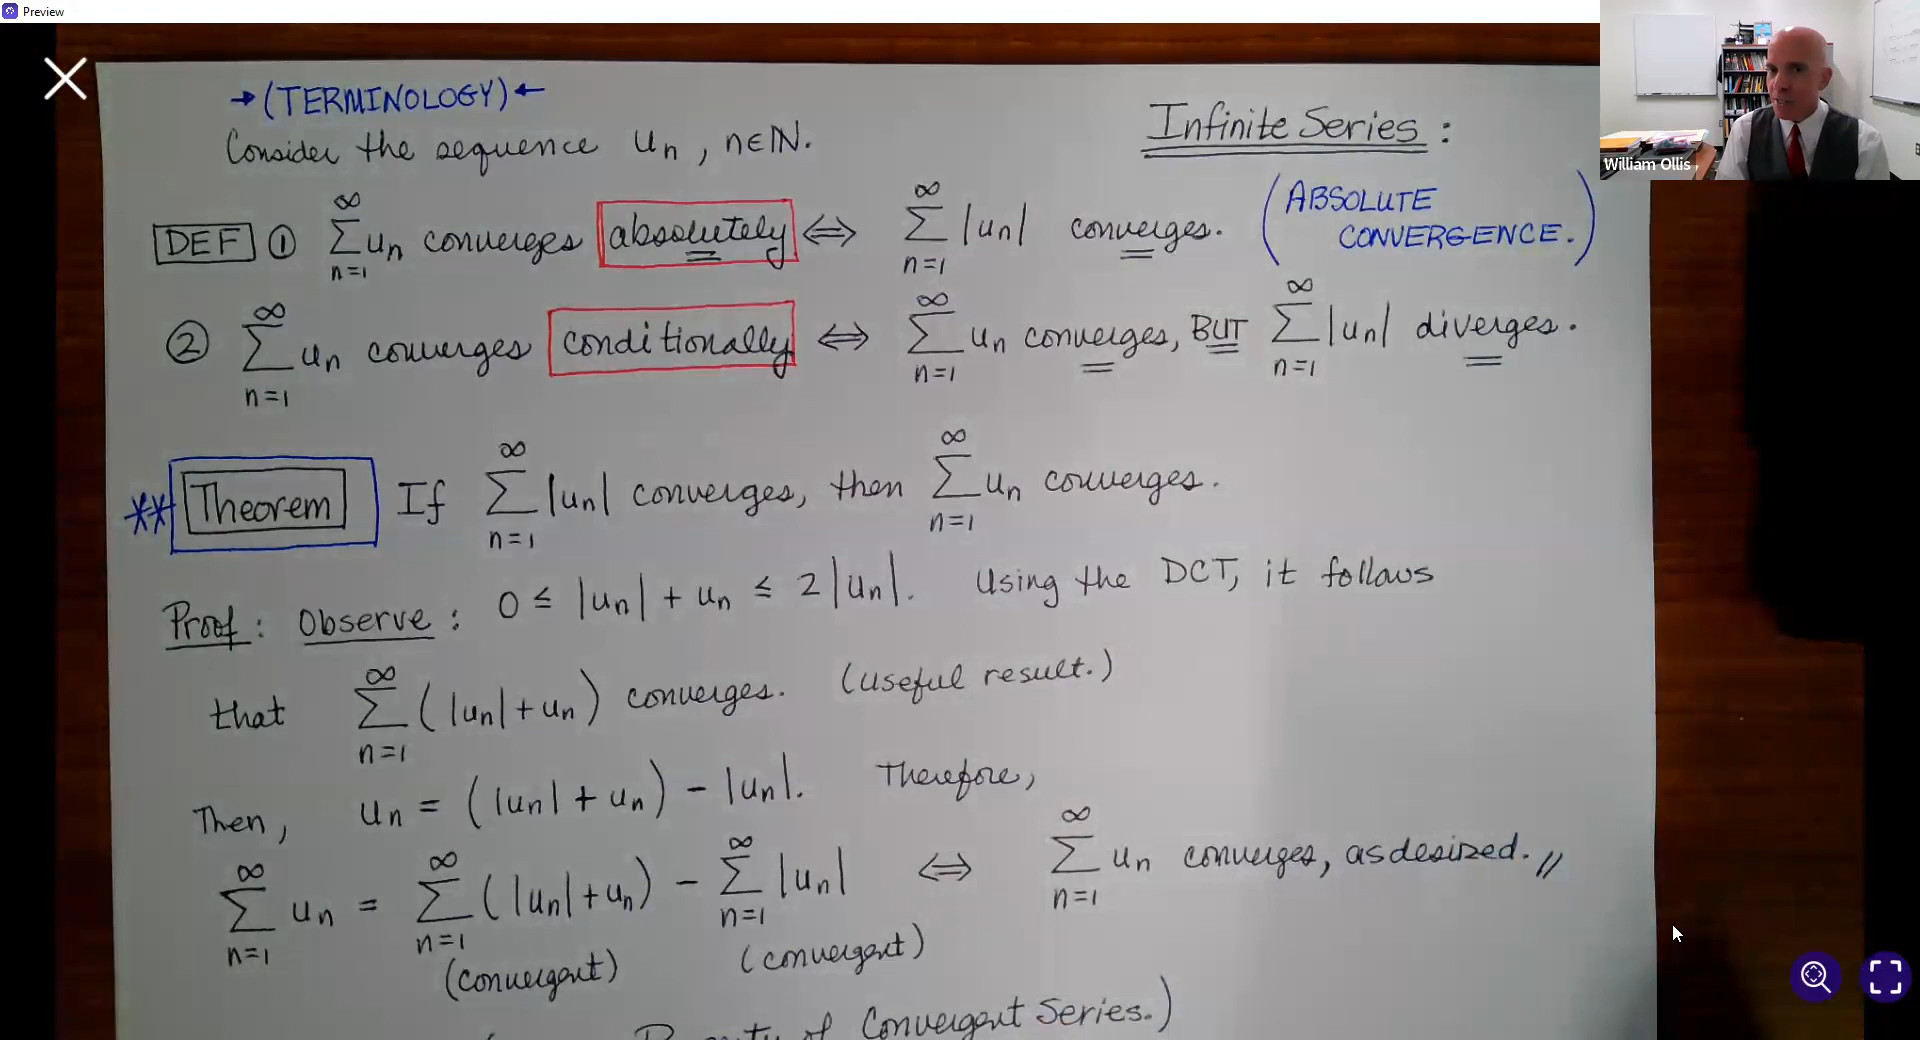 Preview
William Ollis
→(TERMINOLOGY)←
Consider the sequence uₙ, n∈ℕ.
Infinite Series:
DEF ① ∑_{n=1}^{∞} uₙ converges absolutely ⟺ ∑_{n=1}^{∞} |uₙ| converges. (ABSOLUTE
CONVERGENCE.)
② ∑_{n=1}^{∞} uₙ converges conditionally ⟺ ∑_{n=1}^{∞} uₙ converges, BUT ∑_{n=1}^{∞} |uₙ| diverges.
** Theorem If ∑_{n=1}^{∞} |uₙ| converges, then ∑_{n=1}^{∞} uₙ converges.
Proof: Observe: 0 ≤ |uₙ| + uₙ ≤ 2|uₙ|. Using the DCT, it follows
that ∑_{n=1}^{∞} (|uₙ| + uₙ) converges. (useful result.)
Then, uₙ = (|uₙ| + uₙ) − |uₙ|. Therefore,
∑_{n=1}^{∞} uₙ = ∑_{n=1}^{∞} (|uₙ| + uₙ) − ∑_{n=1}^{∞} |uₙ| ⟺ ∑_{n=1}^{∞} uₙ converges, as desired. //
(convergent) (convergent)
of Convergent Series.)